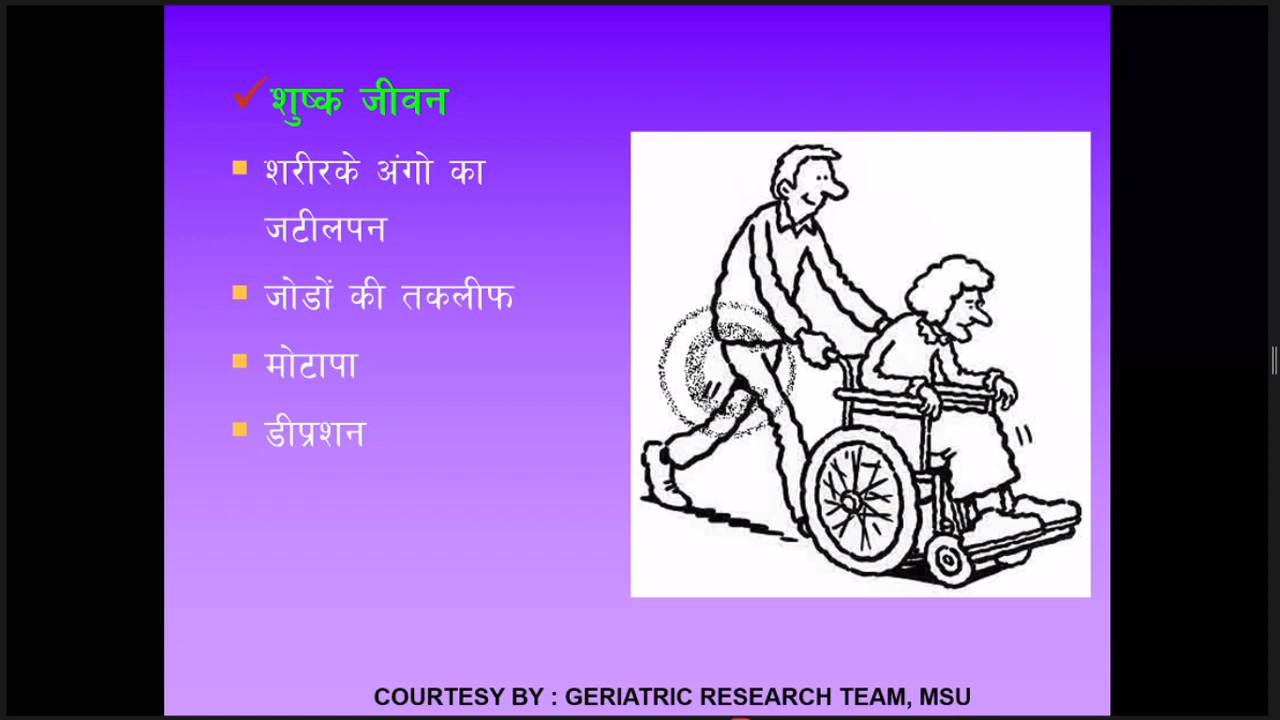 शुष्क जीवन
शरीरके अंगो का
जटीलपन
जोडों की तकलीफ
मोटापा
डीप्रशन
COURTESY BY : GERIATRIC RESEARCH TEAM, MSU